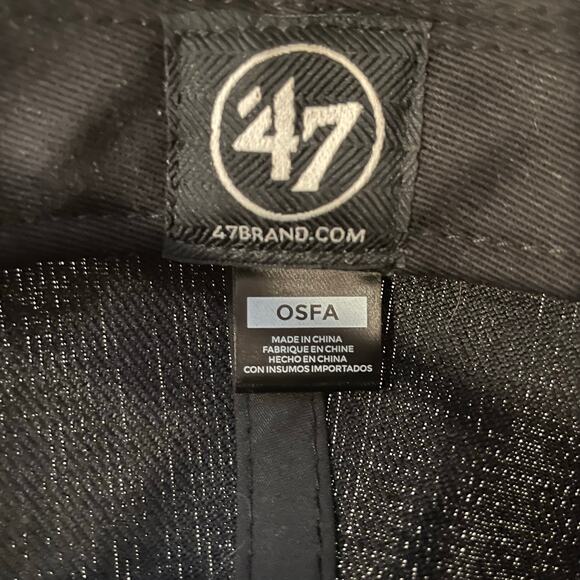 '47
47BRAND.COM
OSFA
MADE IN CHINA
FABRIQUE EN CHINE
HECHO EN CHINA
CON INSUMOS IMPORTADOS